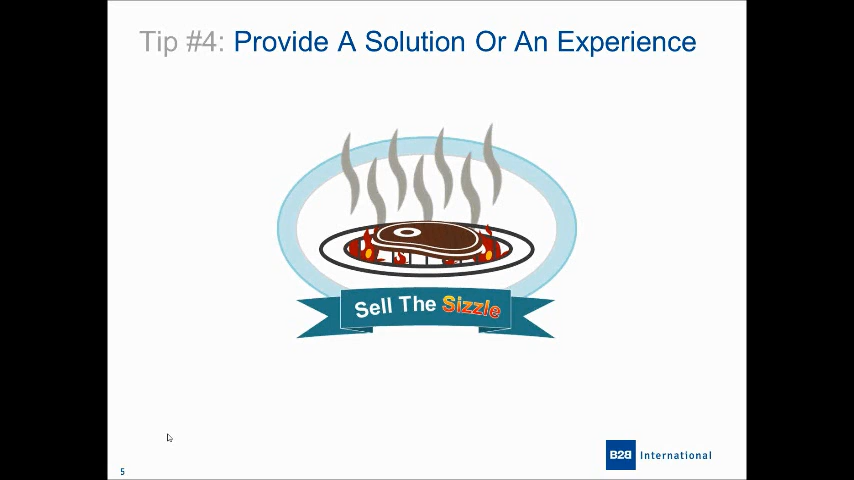 Tip #4: Provide A Solution Or An Experience
Sell The Sizzle
5
B2B International